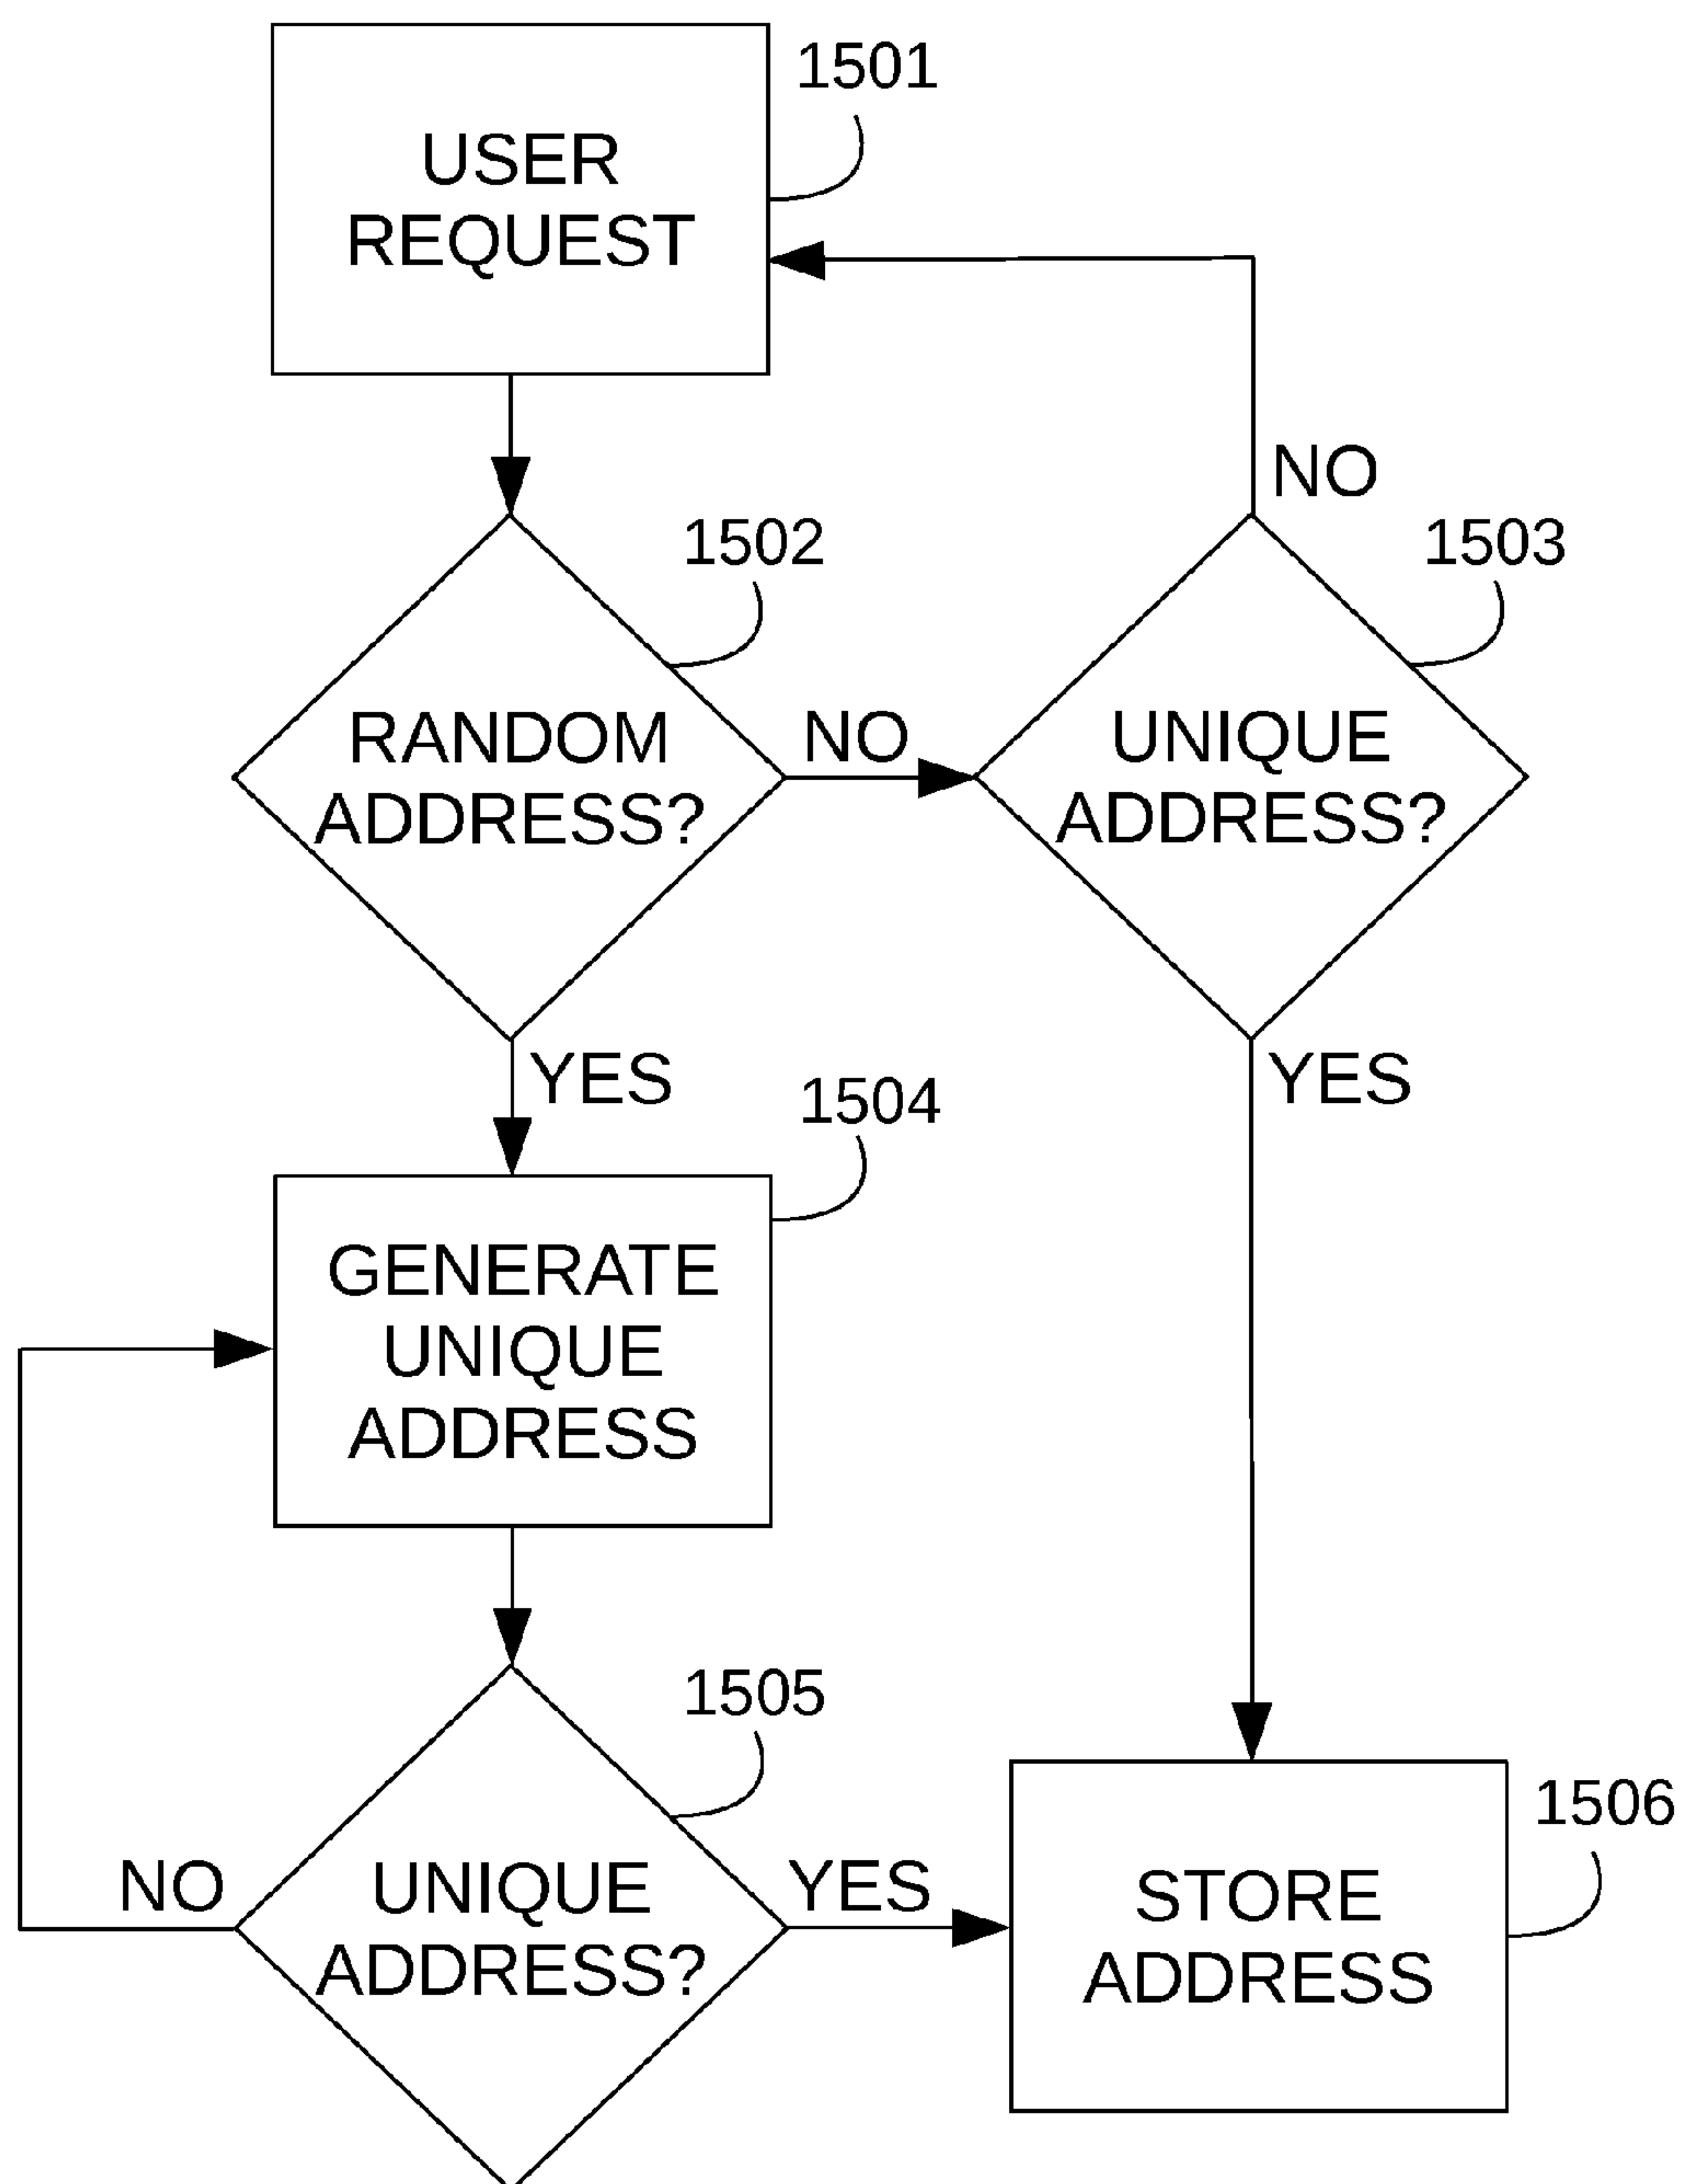 1501
USER
REQUEST
NO
1502
1503
RANDOM
ADDRESS?
NO
UNIQUE
ADDRESS?
YES
YES
1504
GENERATE
UNIQUE
ADDRESS
1505
1506
NO
UNIQUE
ADDRESS?
YES
STORE
ADDRESS